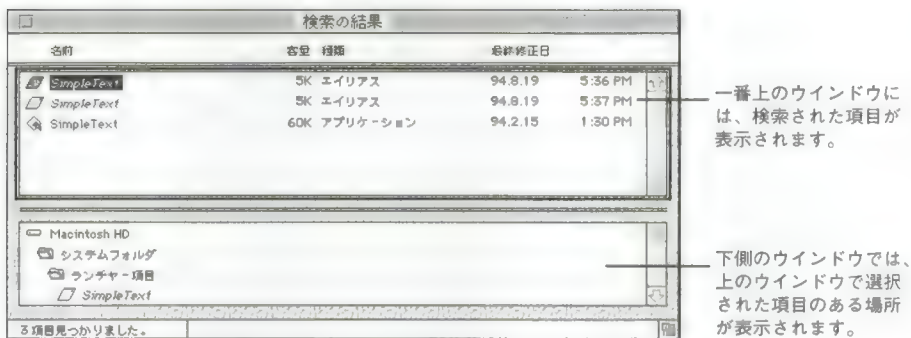 検索の結果
名前 容量 種類 最終修正日
SimpleText 5K エイリアス 94.8.19 5:36 PM
SimpleText 5K エイリアス 94.8.19 5:37 PM
SimpleText 60K アプリケーション 94.2.15 1:30 PM
一番上のウインドウに
は、検索された項目が
表示されます。
Macintosh HD
システムフォルダ
ランチャー項目
SimpleText
下側のウインドウでは、
上のウインドウで選択
された項目のある場所
が表示されます。
3項目見つかりました。